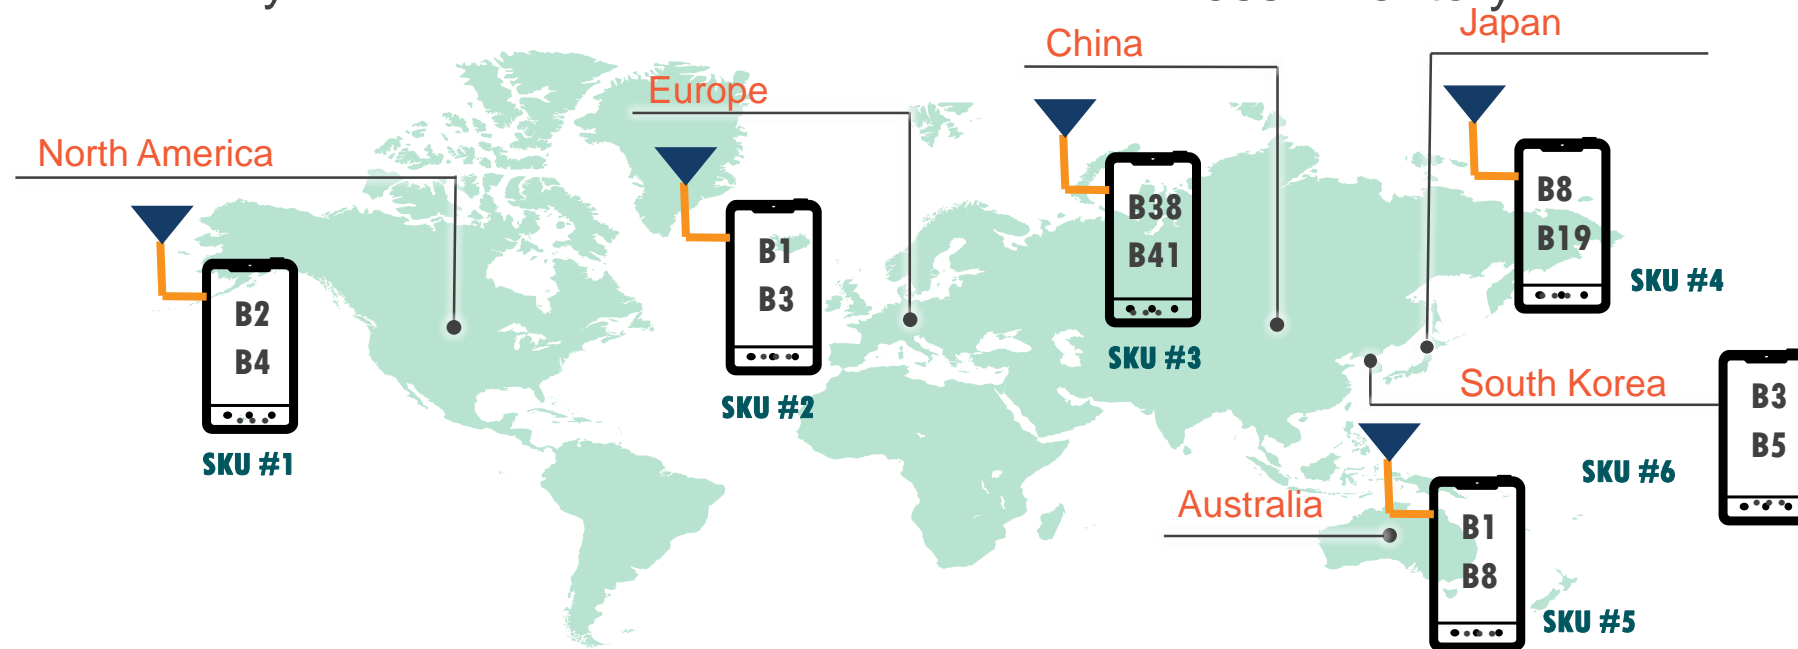 Japan
China
Europe
North America
B8
B19
B38
B41
B1
B3
SKU #4
B2
B4
SKU #3
South Korea
B3
B5
SKU #2
SKU #1
SKU #6
Australia
B1
B8
SKU #5